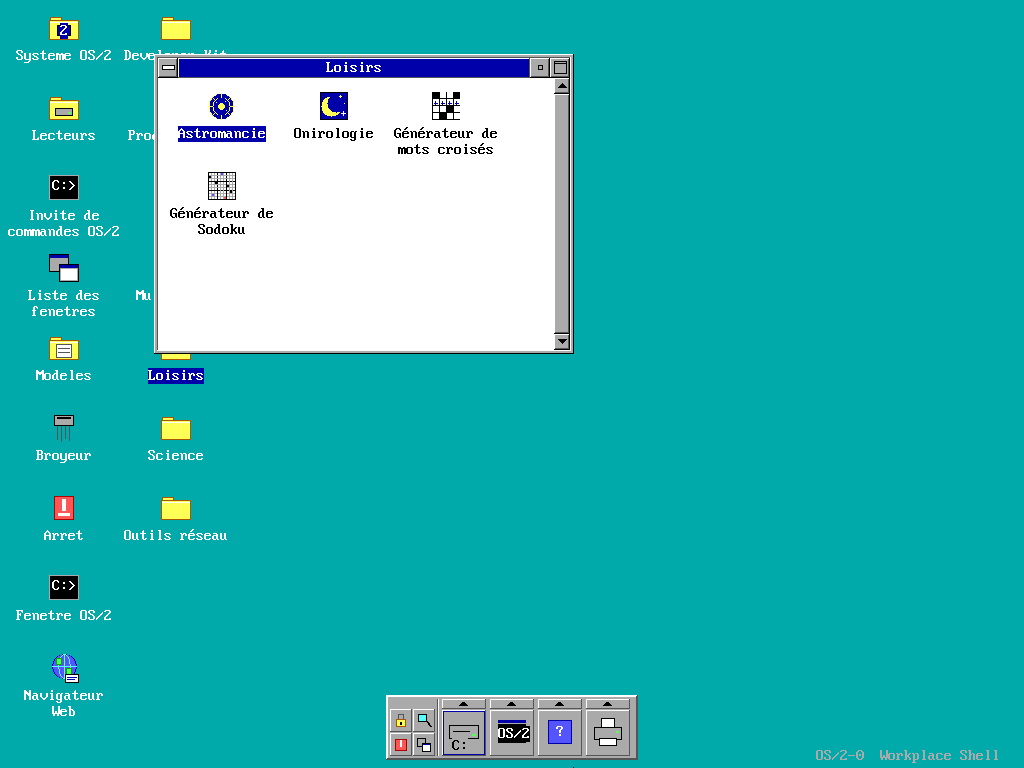 Systeme OS/2
Lecteurs
C:>
Invite de
commandes OS/2
Liste des
fenetres
Modeles
Broyeur
Arret
C:>
Fenetre OS/2
Navigateur
Web
Loisirs
Science
Outils réseau
Loisirs
Astromancie
Onirologie
Générateur de
mots croisés
Générateur de
Sodoku
C:
OS/2
?
OS/2-0 Workplace Shell